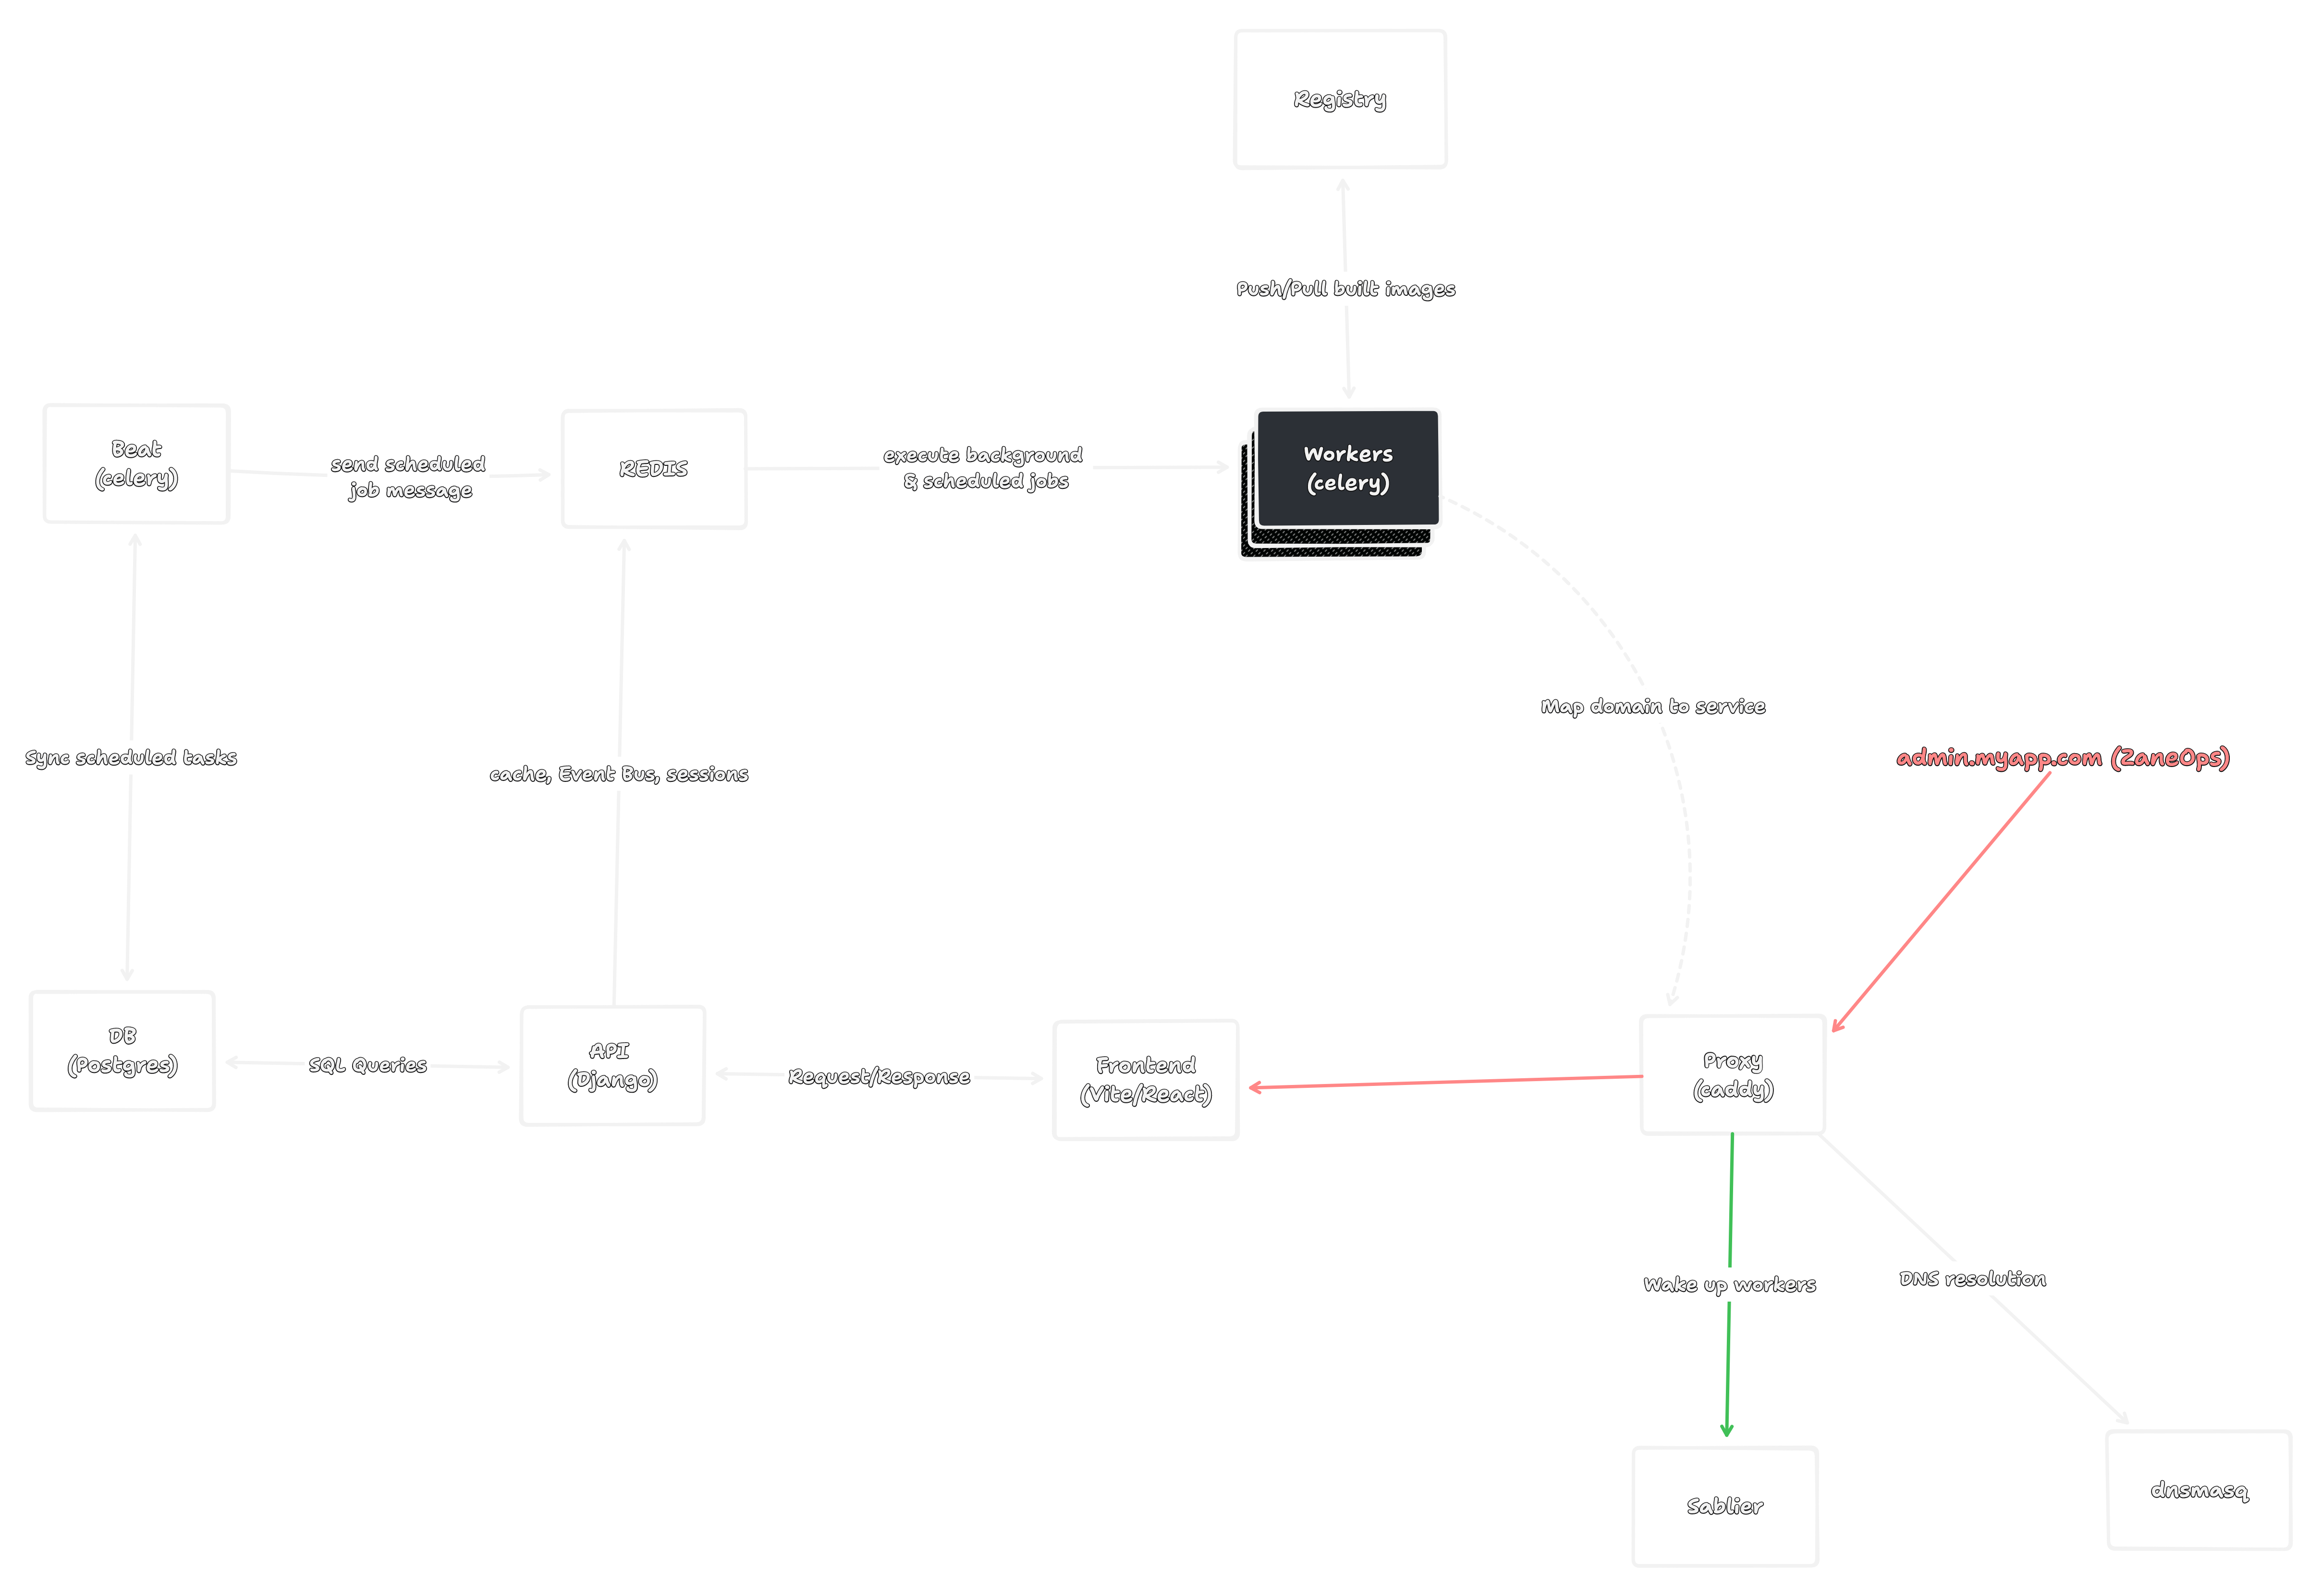 Registry
Push/Pull built images
Beat
(celery)
send scheduled
job message
REDIS
execute background
& scheduled jobs
Workers
(celery)
Map domain to service
Sync scheduled tasks
cache, Event Bus, sessions
admin.myapp.com (ZaneOps)
DB
(Postgres)
SQL Queries
API
(Django)
Request/Response
Frontend
(Vite/React)
Proxy
(caddy)
Wake up workers
DNS resolution
Sablier
dnsmasq